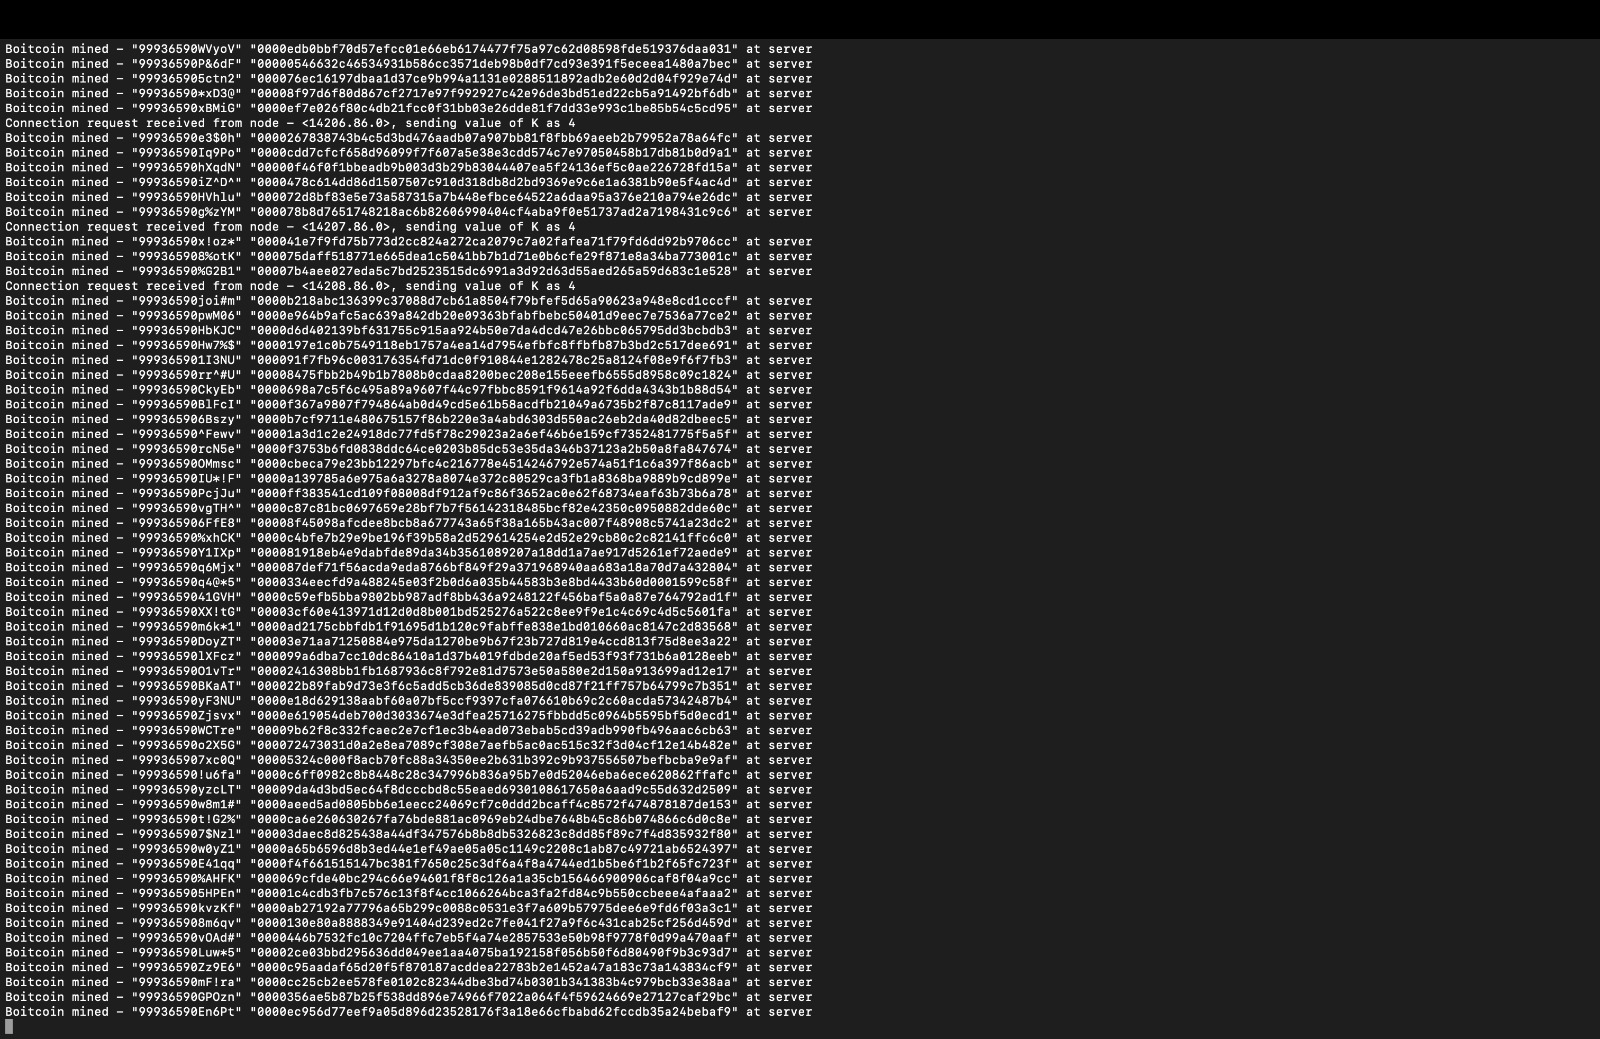 Boitcoin mined - "99936590WVyoV" "0000edb0bbf70d57efcc01e66eb6174477f75a97c62d08598fde519376daa031" at server
Boitcoin mined - "99936590P&6dF" "00000546632c46534931b586cc3571deb98b0df7cd93e391f5eceea1480a7bec" at server
Boitcoin mined - "999365905ctn2" "000076ec16197dbaa1d37ce9b994a1131e0288511892adb2e60d2d04f929e74d" at server
Boitcoin mined - "99936590*xD3@" "00008f97d6f80d867cf2717e97f992927c42e96de3bd51ed22cb5a91492bf6db" at server
Boitcoin mined - "99936590xBMiG" "0000ef7e026f80c4db21fcc0f31bb03e26dde81f7dd33e993c1be85b54c5cd95" at server
Connection request received from node - <14206.86.0>, sending value of K as 4
Boitcoin mined - "99936590e3$0h" "0000267838743b4c5d3bd476aadb07a907bb81f8fbb69aeeb2b79952a78a64fc" at server
Boitcoin mined - "99936590Iq9Po" "0000cdd7cfcf658d96099f7f607a5e38e3cdd574c7e97050458b17db81b0d9a1" at server
Boitcoin mined - "99936590hXqdN" "00000f46f0f1bbeadb9b003d3b29b83044407ea5f24136ef5c0ae226728fd15a" at server
Boitcoin mined - "99936590iZ^D^" "0000478c614dd86d1507507c910d318db8d2bd9369e9c6e1a6381b90e5f4ac4d" at server
Boitcoin mined - "99936590HVhlu" "000072d8bf83e5e73a587315a7b448efbce64522a6daa95a376e210a794e26dc" at server
Boitcoin mined - "99936590g%zYM" "000078b8d7651748218ac6b82606990404cf4aba9f0e51737ad2a7198431c9c6" at server
Connection request received from node - <14207.86.0>, sending value of K as 4
Boitcoin mined - "99936590x!oz*" "000041e7f9fd75b773d2cc824a272ca2079c7a02fafea71f79fd6dd92b9706cc" at server
Boitcoin mined - "999365908%otK" "000075daff518771e665dea1c5041bb7b1d71e0b6cfe29f871e8a34ba773001c" at server
Boitcoin mined - "99936590%G2B1" "00007b4aee027eda5c7bd2523515dc6991a3d92d63d55aed265a59d683c1e528" at server
Connection request received from node - <14208.86.0>, sending value of K as 4
Boitcoin mined - "99936590joi#m" "0000b218abc136399c37088d7cb61a8504f79bfef5d65a90623a948e8cd1cccf" at server
Boitcoin mined - "99936590pwM06" "0000e964b9afc5ac639a842db20e09363bfabfbebc50401d9eec7e7536a77ce2" at server
Boitcoin mined - "99936590HbKJC" "0000d6d402139bf631755c915aa924b50e7da4dcd47e26bbc065795dd3bcbdb3" at server
Boitcoin mined - "99936590Hw7%$" "0000197e1c0b7549118eb1757a4ea14d7954efbfc8ffbfb87b3bd2c517dee691" at server
Boitcoin mined - "999365901I3NU" "000091f7fb96c003176354fd71dc0f910844e1282478c25a8124f08e9f6f7fb3" at server
Boitcoin mined - "99936590rr^#U" "00008475fbb2b49b1b7808b0cdaa8200bec208e155eeefb6555d8958c09c1824" at server
Boitcoin mined - "99936590CkyEb" "0000698a7c5f6c495a89a9607f44c97fbbc8591f9614a92f6dda4343b1b88d54" at server
Boitcoin mined - "99936590BlFcI" "0000f367a9807f794864ab0d49cd5e61b58acdfb21049a6735b2f87c8117ade9" at server
Boitcoin mined - "999365906Bszy" "0000b7cf9711e480675157f86b220e3a4abd6303d550ac26eb2da40d82dbeec5" at server
Boitcoin mined - "99936590^Fewv" "00001a3d1c2e24918dc77fd5f78c29023a2a6ef46b6e159cf7352481775f5a5f" at server
Boitcoin mined - "99936590rcN5e" "0000f3753b6fd0838ddc64ce0203b85dc53e35da346b37123a2b50a8fa847674" at server
Boitcoin mined - "99936590OMmsc" "0000cbeca79e23bb12297bfc4c216778e4514246792e574a51f1c6a397f86acb" at server
Boitcoin mined - "99936590IU*!F" "0000a139785a6e975a6a3278a8074e372c80529ca3fb1a8368ba9889b9cd899e" at server
Boitcoin mined - "99936590PcjJu" "0000ff383541cd109f08008df912af9c86f3652ac0e62f68734eaf63b73b6a78" at server
Boitcoin mined - "99936590vgTH^" "0000c87c81bc0697659e28bf7b7f56142318485bcf82e42350c0950882dde60c" at server
Boitcoin mined - "999365906FfE8" "00008f45098afcdee8bcb8a677743a65f38a165b43ac007f48908c5741a23dc2" at server
Boitcoin mined - "99936590%xhCK" "0000c4bfe7b29e9be196f39b58a2d529614254e2d52e29cb80c2c82141ffc6c0" at server
Boitcoin mined - "99936590Y1IXp" "000081918eb4e9dabfde89da34b3561089207a18dd1a7ae917d5261ef72aede9" at server
Boitcoin mined - "99936590q6Mjx" "000087def71f56acda9eda8766bf849f29a371968940aa683a18a70d7a432804" at server
Boitcoin mined - "99936590q4@*5" "0000334eecfd9a488245e03f2b0d6a035b44583b3e8bd4433b60d0001599c58f" at server
Boitcoin mined - "9993659041GVH" "0000c59efb5bba9802bb987adf8bb436a9248122f456baf5a0a87e764792ad1f" at server
Boitcoin mined - "99936590XX!tG" "00003cf60e413971d12d0d8b001bd525276a522c8ee9f9e1c4c69c4d5c5601fa" at server
Boitcoin mined - "99936590m6k*1" "0000ad2175cbbfdb1f91695d1b120c9fabffe838e1bd010660ac8147c2d83568" at server
Boitcoin mined - "99936590DoyZT" "00003e71aa71250884e975da1270be9b67f23b727d819e4ccd813f75d8ee3a22" at server
Boitcoin mined - "99936590lXFcz" "000099a6dba7cc10dc86410a1d37b4019fdbde20af5ed53f93f731b6a0128eeb" at server
Boitcoin mined - "99936590O1vTr" "00002416308bb1fb1687936c8f792e81d7573e50a580e2d150a913699ad12e17" at server
Boitcoin mined - "99936590BKaAT" "000022b89fab9d73e3f6c5add5cb36de839085d0cd87f21ff757b64799c7b351" at server
Boitcoin mined - "99936590yF3NU" "0000e18d629138aabf60a07bf5ccf9397cfa076610b69c2c60acda57342487b4" at server
Boitcoin mined - "99936590Zjsvx" "0000e619054deb700d3033674e3dfea25716275fbbdd5c0964b5595bf5d0ecd1" at server
Boitcoin mined - "99936590WCTre" "00009b62f8c332fcaec2e7cf1ec3b4ead073ebab5cd39adb990fb496aac6cb63" at server
Boitcoin mined - "99936590o2X5G" "000072473031d0a2e8ea7089cf308e7aefb5ac0ac515c32f3d04cf12e14b482e" at server
Boitcoin mined - "999365907xc0Q" "00005324c000f8acb70fc88a34350ee2b631b392c9b937556507befbcba9e9af" at server
Boitcoin mined - "99936590!u6fa" "0000c6ff0982c8b8448c28c347996b836a95b7e0d52046eba6ece620862ffafc" at server
Boitcoin mined - "99936590yzcLT" "00009da4d3bd5ec64f8dcccbd8c55eaed6930108617650a6aad9c55d632d2509" at server
Boitcoin mined - "99936590w8m1#" "0000aeed5ad0805bb6e1eecc24069cf7c0ddd2bcaff4c8572f474878187de153" at server
Boitcoin mined - "99936590t!G2%" "0000ca6e260630267fa76bde881ac0969eb24dbe7648b45c86b074866c6d0c8e" at server
Boitcoin mined - "999365907$Nzl" "00003daec8d825438a44df347576b8b8db5326823c8dd85f89c7f4d835932f80" at server
Boitcoin mined - "99936590w0yZ1" "0000a65b6596d8b3ed44e1ef49ae05a05c1149c2208c1ab87c49721ab6524397" at server
Boitcoin mined - "99936590E41qq" "0000f4f661515147bc381f7650c25c3df6a4f8a4744ed1b5be6f1b2f65fc723f" at server
Boitcoin mined - "99936590%AHFK" "000069cfde40bc294c66e94601f8f8c126a1a35cb156466900906caf8f04a9cc" at server
Boitcoin mined - "999365905HPEn" "00001c4cdb3fb7c576c13f8f4cc1066264bca3fa2fd84c9b550ccbeee4afaaa2" at server
Boitcoin mined - "99936590kvzKf" "0000ab27192a77796a65b299c0088c0531e3f7a609b57975dee6e9fd6f03a3c1" at server
Boitcoin mined - "999365908m6qv" "0000130e80a8888349e91404d239ed2c7fe041f27a9f6c431cab25cf256d459d" at server
Boitcoin mined - "99936590vOAd#" "0000446b7532fc10c7204ffc7eb5f4a74e2857533e50b98f9778f0d99a470aaf" at server
Boitcoin mined - "99936590Luw*5" "00002ce03bbd295636dd049ee1aa4075ba192158f056b50f6d80490f9b3c93d7" at server
Boitcoin mined - "99936590Zz9E6" "0000c95aadaf65d20f5f870187acddea22783b2e1452a47a183c73a143834cf9" at server
Boitcoin mined - "99936590mF!ra" "0000cc25cb2ee578fe0102c82344dbe3bd74b0301b341383b4c979bcb33e38aa" at server
Boitcoin mined - "99936590GPOzn" "0000356ae5b87b25f538dd896e74966f7022a064f4f59624669e27127caf29bc" at server
Boitcoin mined - "99936590En6Pt" "0000ec956d77eef9a05d896d23528176f3a18e66cfbabd62fccdb35a24bebaf9" at server